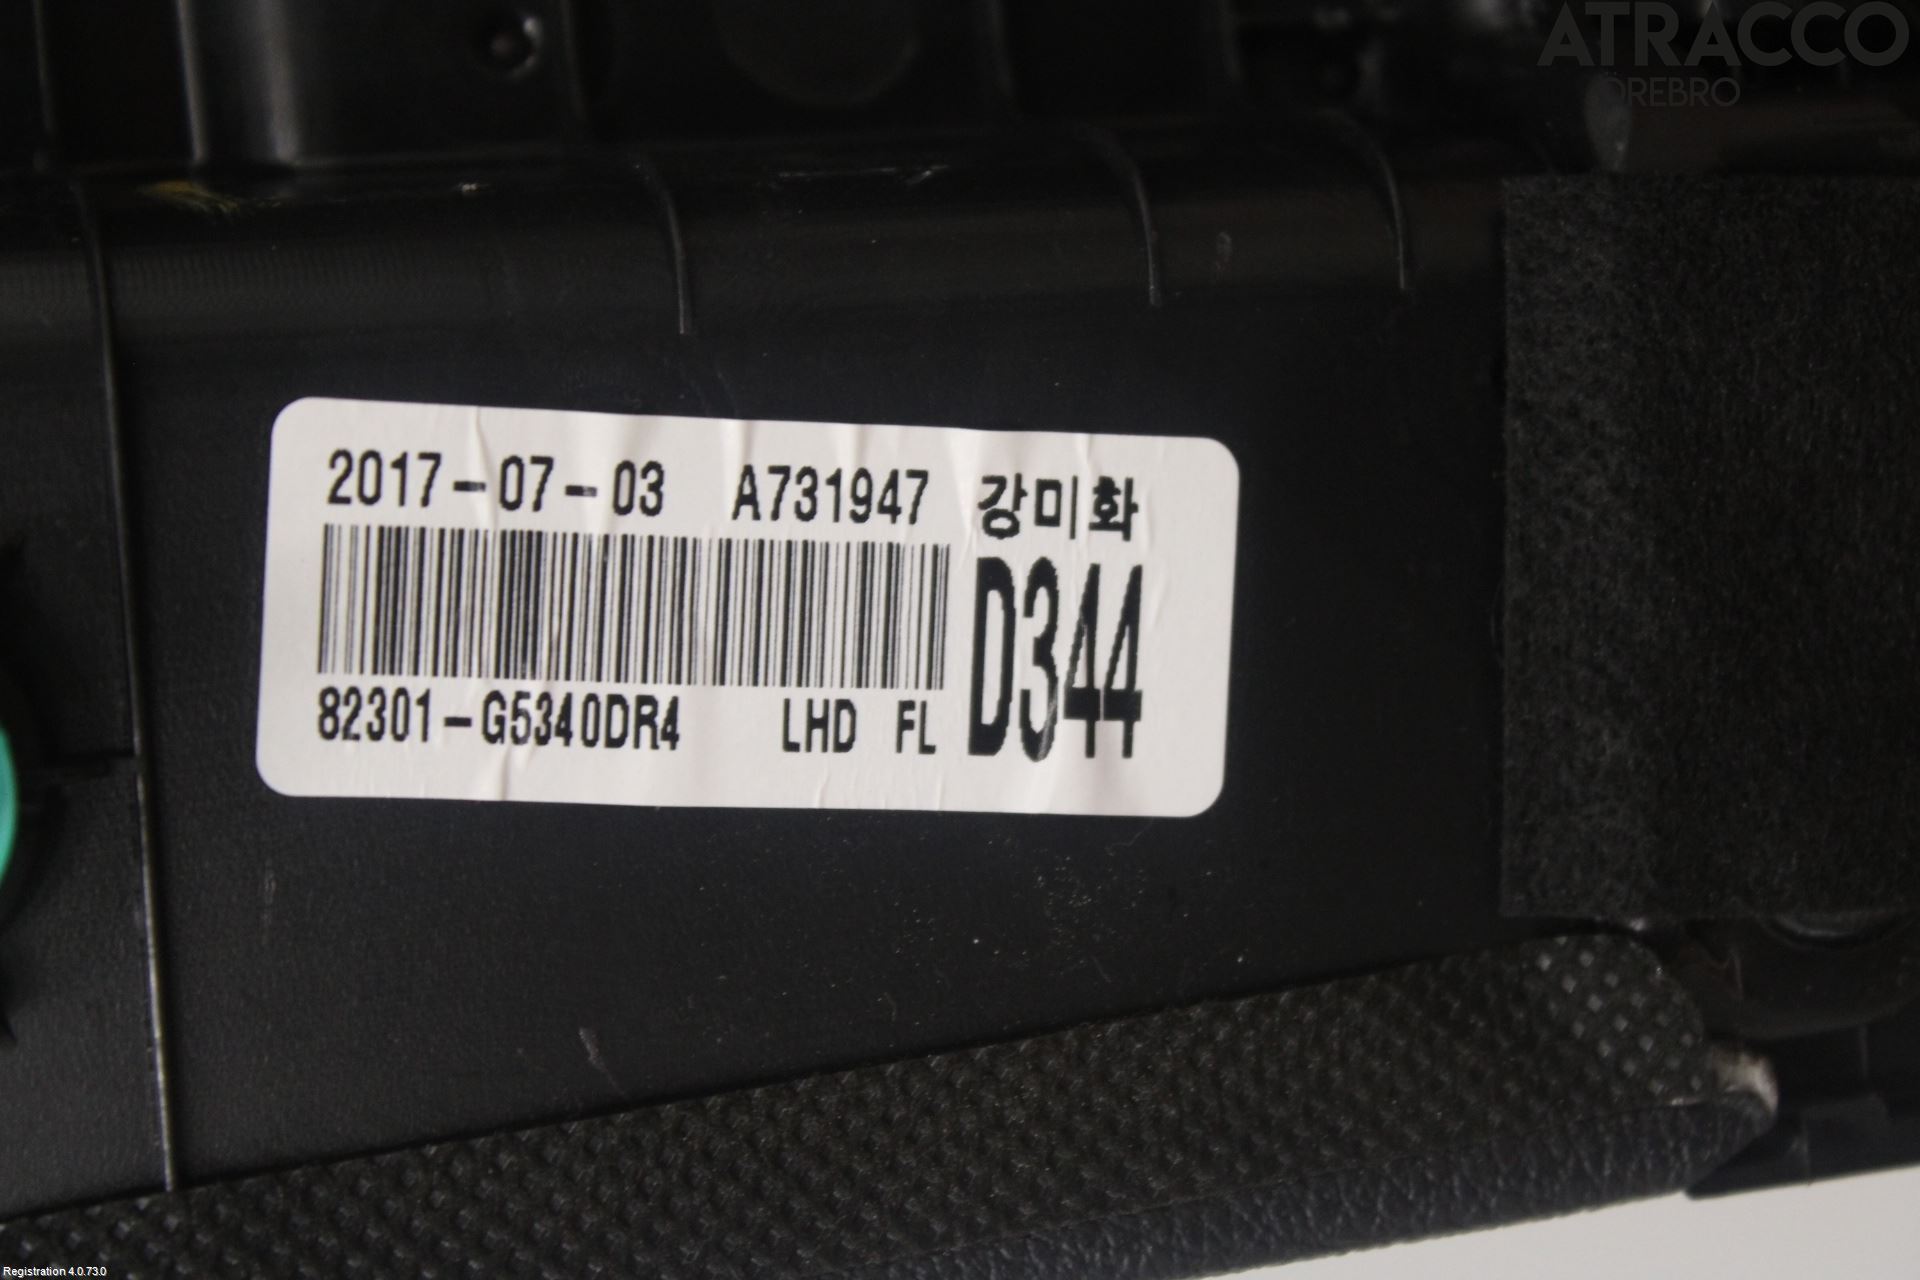 ATRACCO
ÖREBRO
2017-07-03 A731947 강미화
D344
82301-G5340DR4 LHD FL
Registration 4.0.73.0